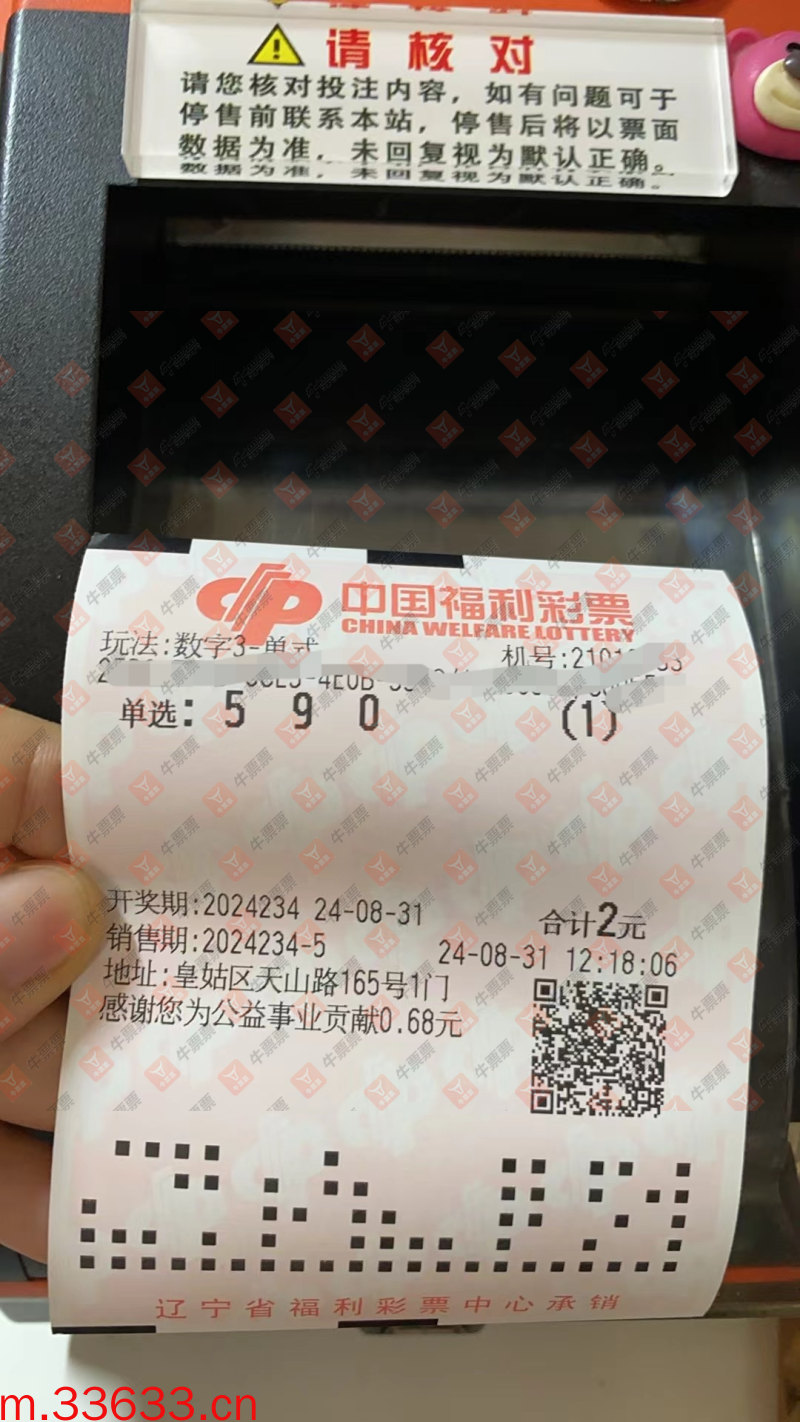 请核对
请您核对投注内容，如有问题可于
停售前联系本站，停售后将以票面
数据为准，未回复视为默认正确。
中国福利彩票
CHINA WELFARE LOTTERY
玩法:数字3-单式
机号:2101
单选: 5 9 0 (1)
开奖期:2024234 24-08-31
合计2元
销售期:2024234-5
24-08-31 12:18:06
地址:皇姑区天山路165号1门
感谢您为公益事业贡献0.68元
辽宁省福利彩票中心承销
牛票票
m.33633.cn